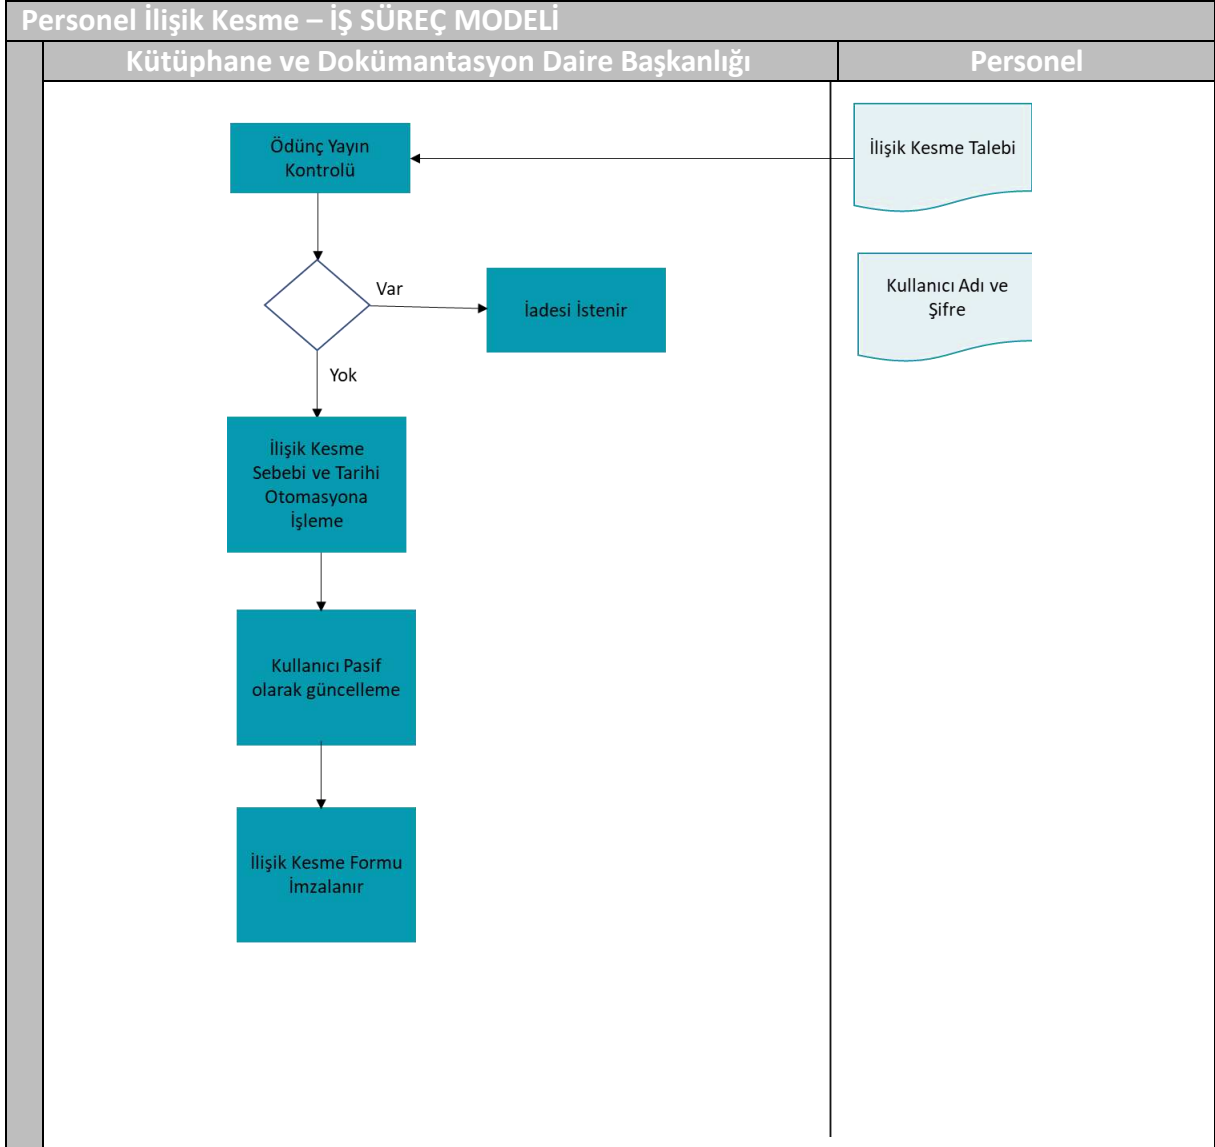 Personel İlişik Kesme – İŞ SÜREÇ MODELİ
Kütüphane ve Dokümantasyon Daire Başkanlığı
Personel
Ödünç Yayın
Kontrolü
İlişik Kesme Talebi
Var
İadesi İstenir
Kullanıcı Adı ve
Şifre
Yok
İlişik Kesme
Sebebi ve Tarihi
Otomasyona
İşleme
Kullanıcı Pasif
olarak güncelleme
İlişik Kesme Formu
İmzalanır